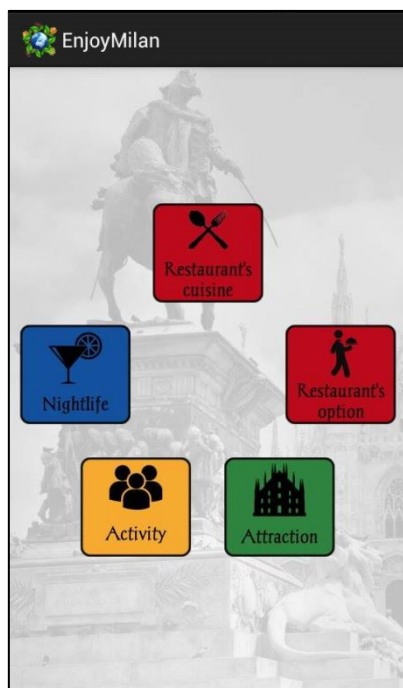 EnjoyMilan
Restaurant's
cuisine
Nightlife
Restaurant's
option
Activity
Attraction